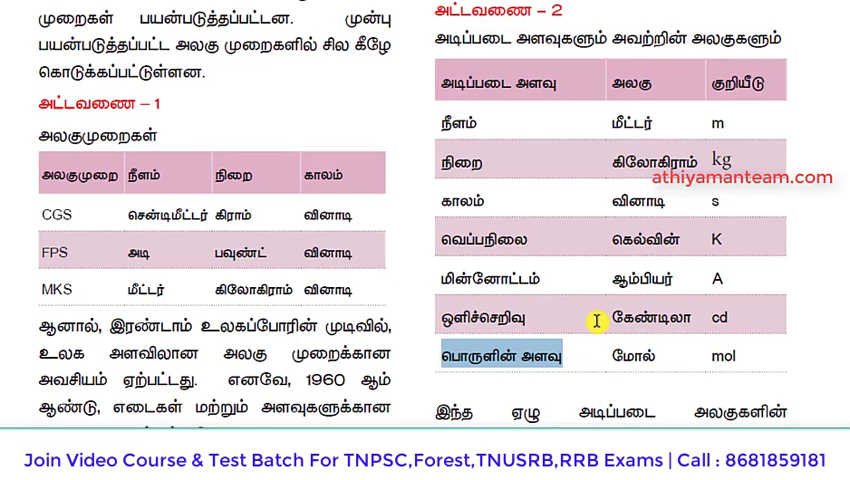 முறைகள் பயன்படுத்தப்பட்டன. முன்பு
பயன்படுத்தப்பட்ட அலகு முறைகளில் சில கீழே
கொடுக்கப்பட்டுள்ளன.
அட்டவணை – 1
அலகுமுறைகள்
அலகுமுறை நீளம் நிறை காலம்
CGS சென்டிமீட்டர் கிராம் வினாடி
FPS அடி பவுண்ட் வினாடி
MKS மீட்டர் கிலோகிராம் வினாடி
ஆனால், இரண்டாம் உலகப்போரின் முடிவில்,
உலக அளவிலான அலகு முறைக்கான
அவசியம் ஏற்பட்டது. எனவே, 1960 ஆம்
ஆண்டு, எடைகள் மற்றும் அளவுகளுக்கான
அட்டவணை – 2
அடிப்படை அளவுகளும் அவற்றின் அலகுகளும்
அடிப்படை அளவு அலகு குறியீடு
நீளம் மீட்டர் m
நிறை கிலோகிராம் kg
athiyamanteam.com
காலம் வினாடி s
வெப்பநிலை கெல்வின் K
மின்னோட்டம் ஆம்பியர் A
ஒளிச்செறிவு கேண்டிலா cd
பொருளின் அளவு மோல் mol
இந்த ஏழு அடிப்படை அலகுகளின்
Join Video Course & Test Batch For TNPSC,Forest,TNUSRB,RRB Exams | Call : 8681859181